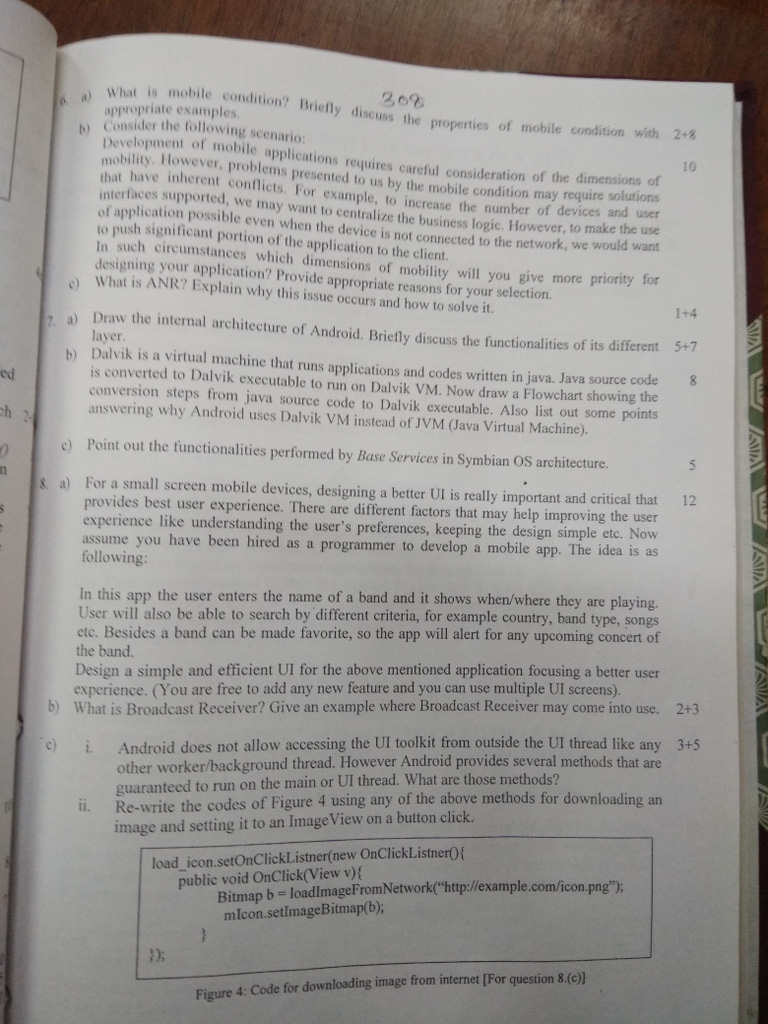 308
6. a) What is mobile condition? Briefly discuss the properties of mobile condition with 2+8
appropriate examples.
b) Consider the following scenario: 10
Development of mobile applications requires careful consideration of the dimensions of
mobility. However, problems presented to us by the mobile condition may require solutions
that have inherent conflicts. For example, to increase the number of devices and user
interfaces supported, we may want to centralize the business logic. However, to make the use
of application possible even when the device is not connected to the network, we would want
to push significant portion of the application to the client.
In such circumstances which dimensions of mobility will you give more priority for
designing your application? Provide appropriate reasons for your selection.
c) What is ANR? Explain why this issue occurs and how to solve it. 1+4
7. a) Draw the internal architecture of Android. Briefly discuss the functionalities of its different 5+7
layer.
b) Dalvik is a virtual machine that runs applications and codes written in java. Java source code 8
is converted to Dalvik executable to run on Dalvik VM. Now draw a Flowchart showing the
conversion steps from java source code to Dalvik executable. Also list out some points
answering why Android uses Dalvik VM instead of JVM (Java Virtual Machine).
c) Point out the functionalities performed by Base Services in Symbian OS architecture. 5
8. a) For a small screen mobile devices, designing a better UI is really important and critical that 12
provides best user experience. There are different factors that may help improving the user
experience like understanding the user's preferences, keeping the design simple etc. Now
assume you have been hired as a programmer to develop a mobile app. The idea is as
following:
In this app the user enters the name of a band and it shows when/where they are playing.
User will also be able to search by different criteria, for example country, band type, songs
etc. Besides a band can be made favorite, so the app will alert for any upcoming concert of
the band.
Design a simple and efficient UI for the above mentioned application focusing a better user
experience. (You are free to add any new feature and you can use multiple UI screens).
b) What is Broadcast Receiver? Give an example where Broadcast Receiver may come into use. 2+3
c) i. Android does not allow accessing the UI toolkit from outside the UI thread like any 3+5
other worker/background thread. However Android provides several methods that are
guaranteed to run on the main or UI thread. What are those methods?
ii. Re-write the codes of Figure 4 using any of the above methods for downloading an
image and setting it to an ImageView on a button click.
load_icon.setOnClickListner(new OnClickListner(){
public void OnClick(View v){
Bitmap b = loadImageFromNetwork("http://example.com/icon.png");
mIcon.setImageBitmap(b);
}
});
Figure 4: Code for downloading image from internet [For question 8.(c)]